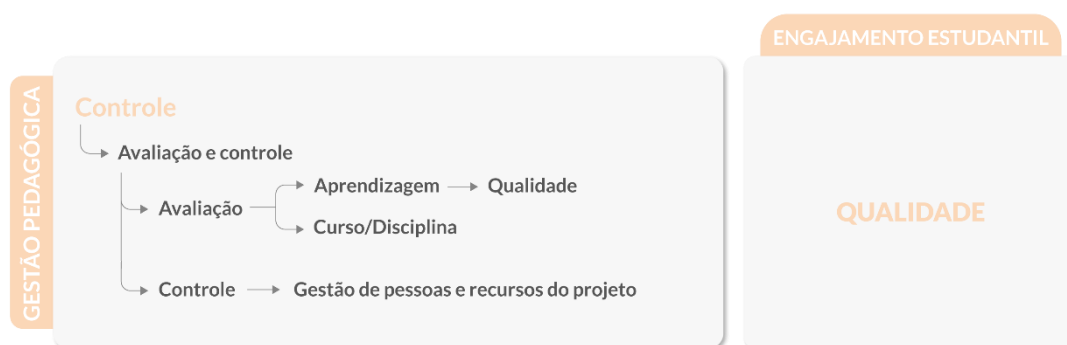 ENGAJAMENTO ESTUDANTIL
GESTÃO PEDAGÓGICA
Controle
Avaliação e controle
Avaliação
Aprendizagem
Qualidade
Curso/Disciplina
Controle
Gestão de pessoas e recursos do projeto
QUALIDADE